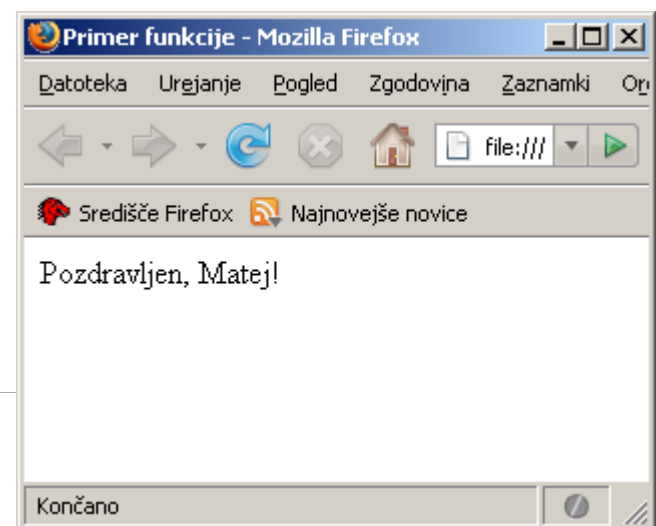 Primer funkcije - Mozilla Firefox
Datoteka Urejanje Pogled Zgodovina Zaznamki
file:///
Središče Firefox Najnovejše novice
Pozdravljen, Matej!
Končano